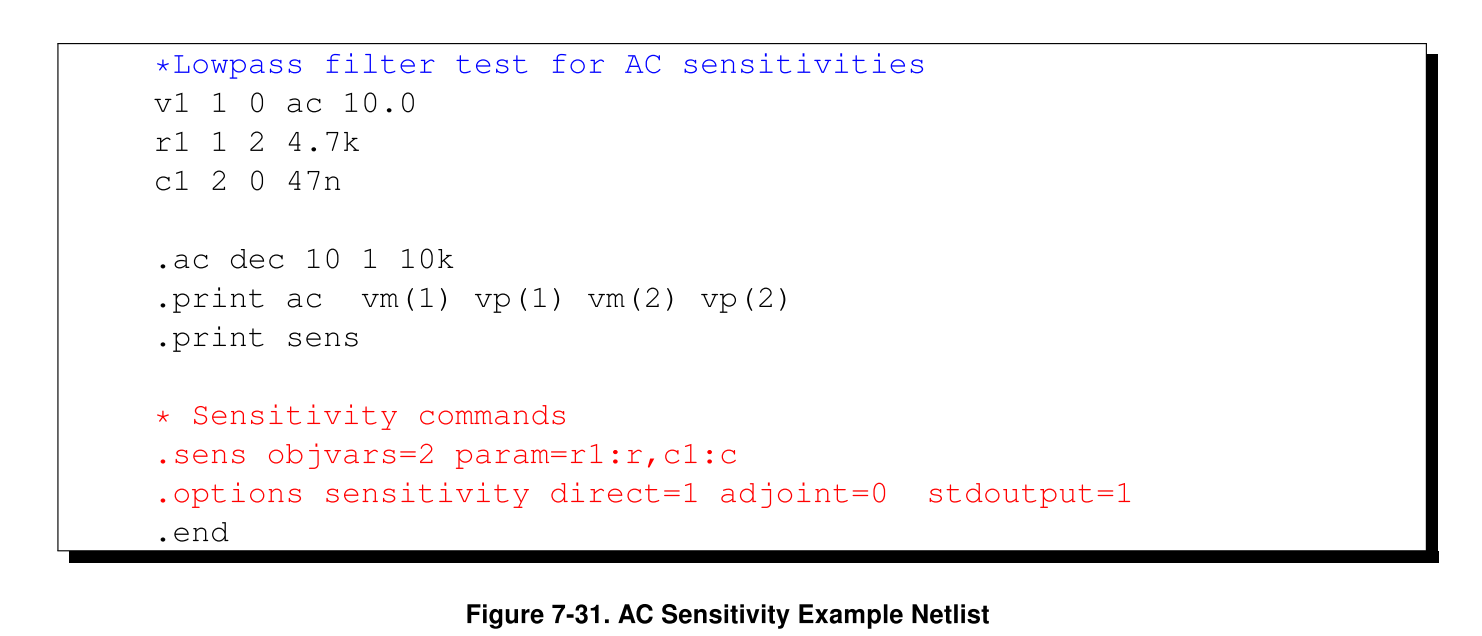 *Lowpass filter test for AC sensitivities
v1 1 0 ac 10.0
r1 1 2 4.7k
c1 2 0 47n
.ac dec 10 1 10k
.print ac  vm(1) vp(1) vm(2) vp(2)
.print sens
* Sensitivity commands
.sens objvars=2 param=r1:r,c1:c
.options sensitivity direct=1 adjoint=0  stdoutput=1
.end
Figure 7-31. AC Sensitivity Example Netlist